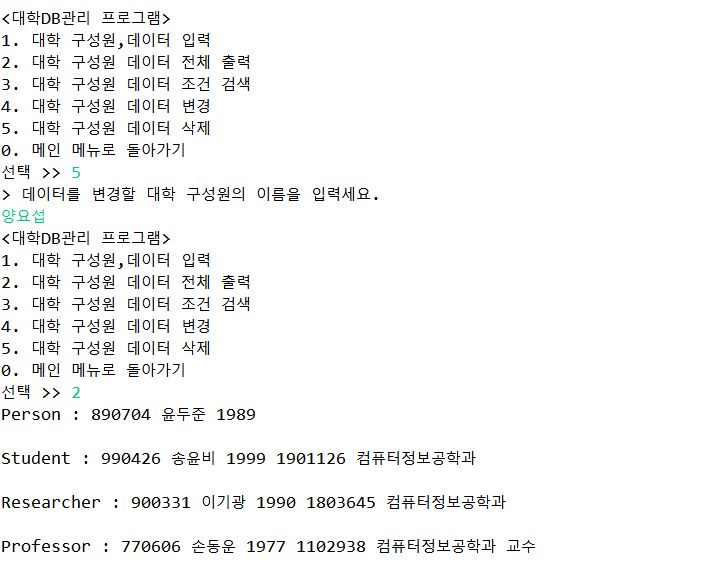 <대학DB관리 프로그램>
1. 대학 구성원,데이터 입력
2. 대학 구성원 데이터 전체 출력
3. 대학 구성원 데이터 조건 검색
4. 대학 구성원 데이터 변경
5. 대학 구성원 데이터 삭제
0. 메인 메뉴로 돌아가기
선택 >> 5
> 데이터를 변경할 대학 구성원의 이름을 입력세요.
양요섭
<대학DB관리 프로그램>
1. 대학 구성원,데이터 입력
2. 대학 구성원 데이터 전체 출력
3. 대학 구성원 데이터 조건 검색
4. 대학 구성원 데이터 변경
5. 대학 구성원 데이터 삭제
0. 메인 메뉴로 돌아가기
선택 >> 2
Person : 890704 윤두준 1989
Student : 990426 송윤비 1999 1901126 컴퓨터정보공학과
Researcher : 900331 이기광 1990 1803645 컴퓨터정보공학과
Professor : 770606 손동운 1977 1102938 컴퓨터정보공학과 교수